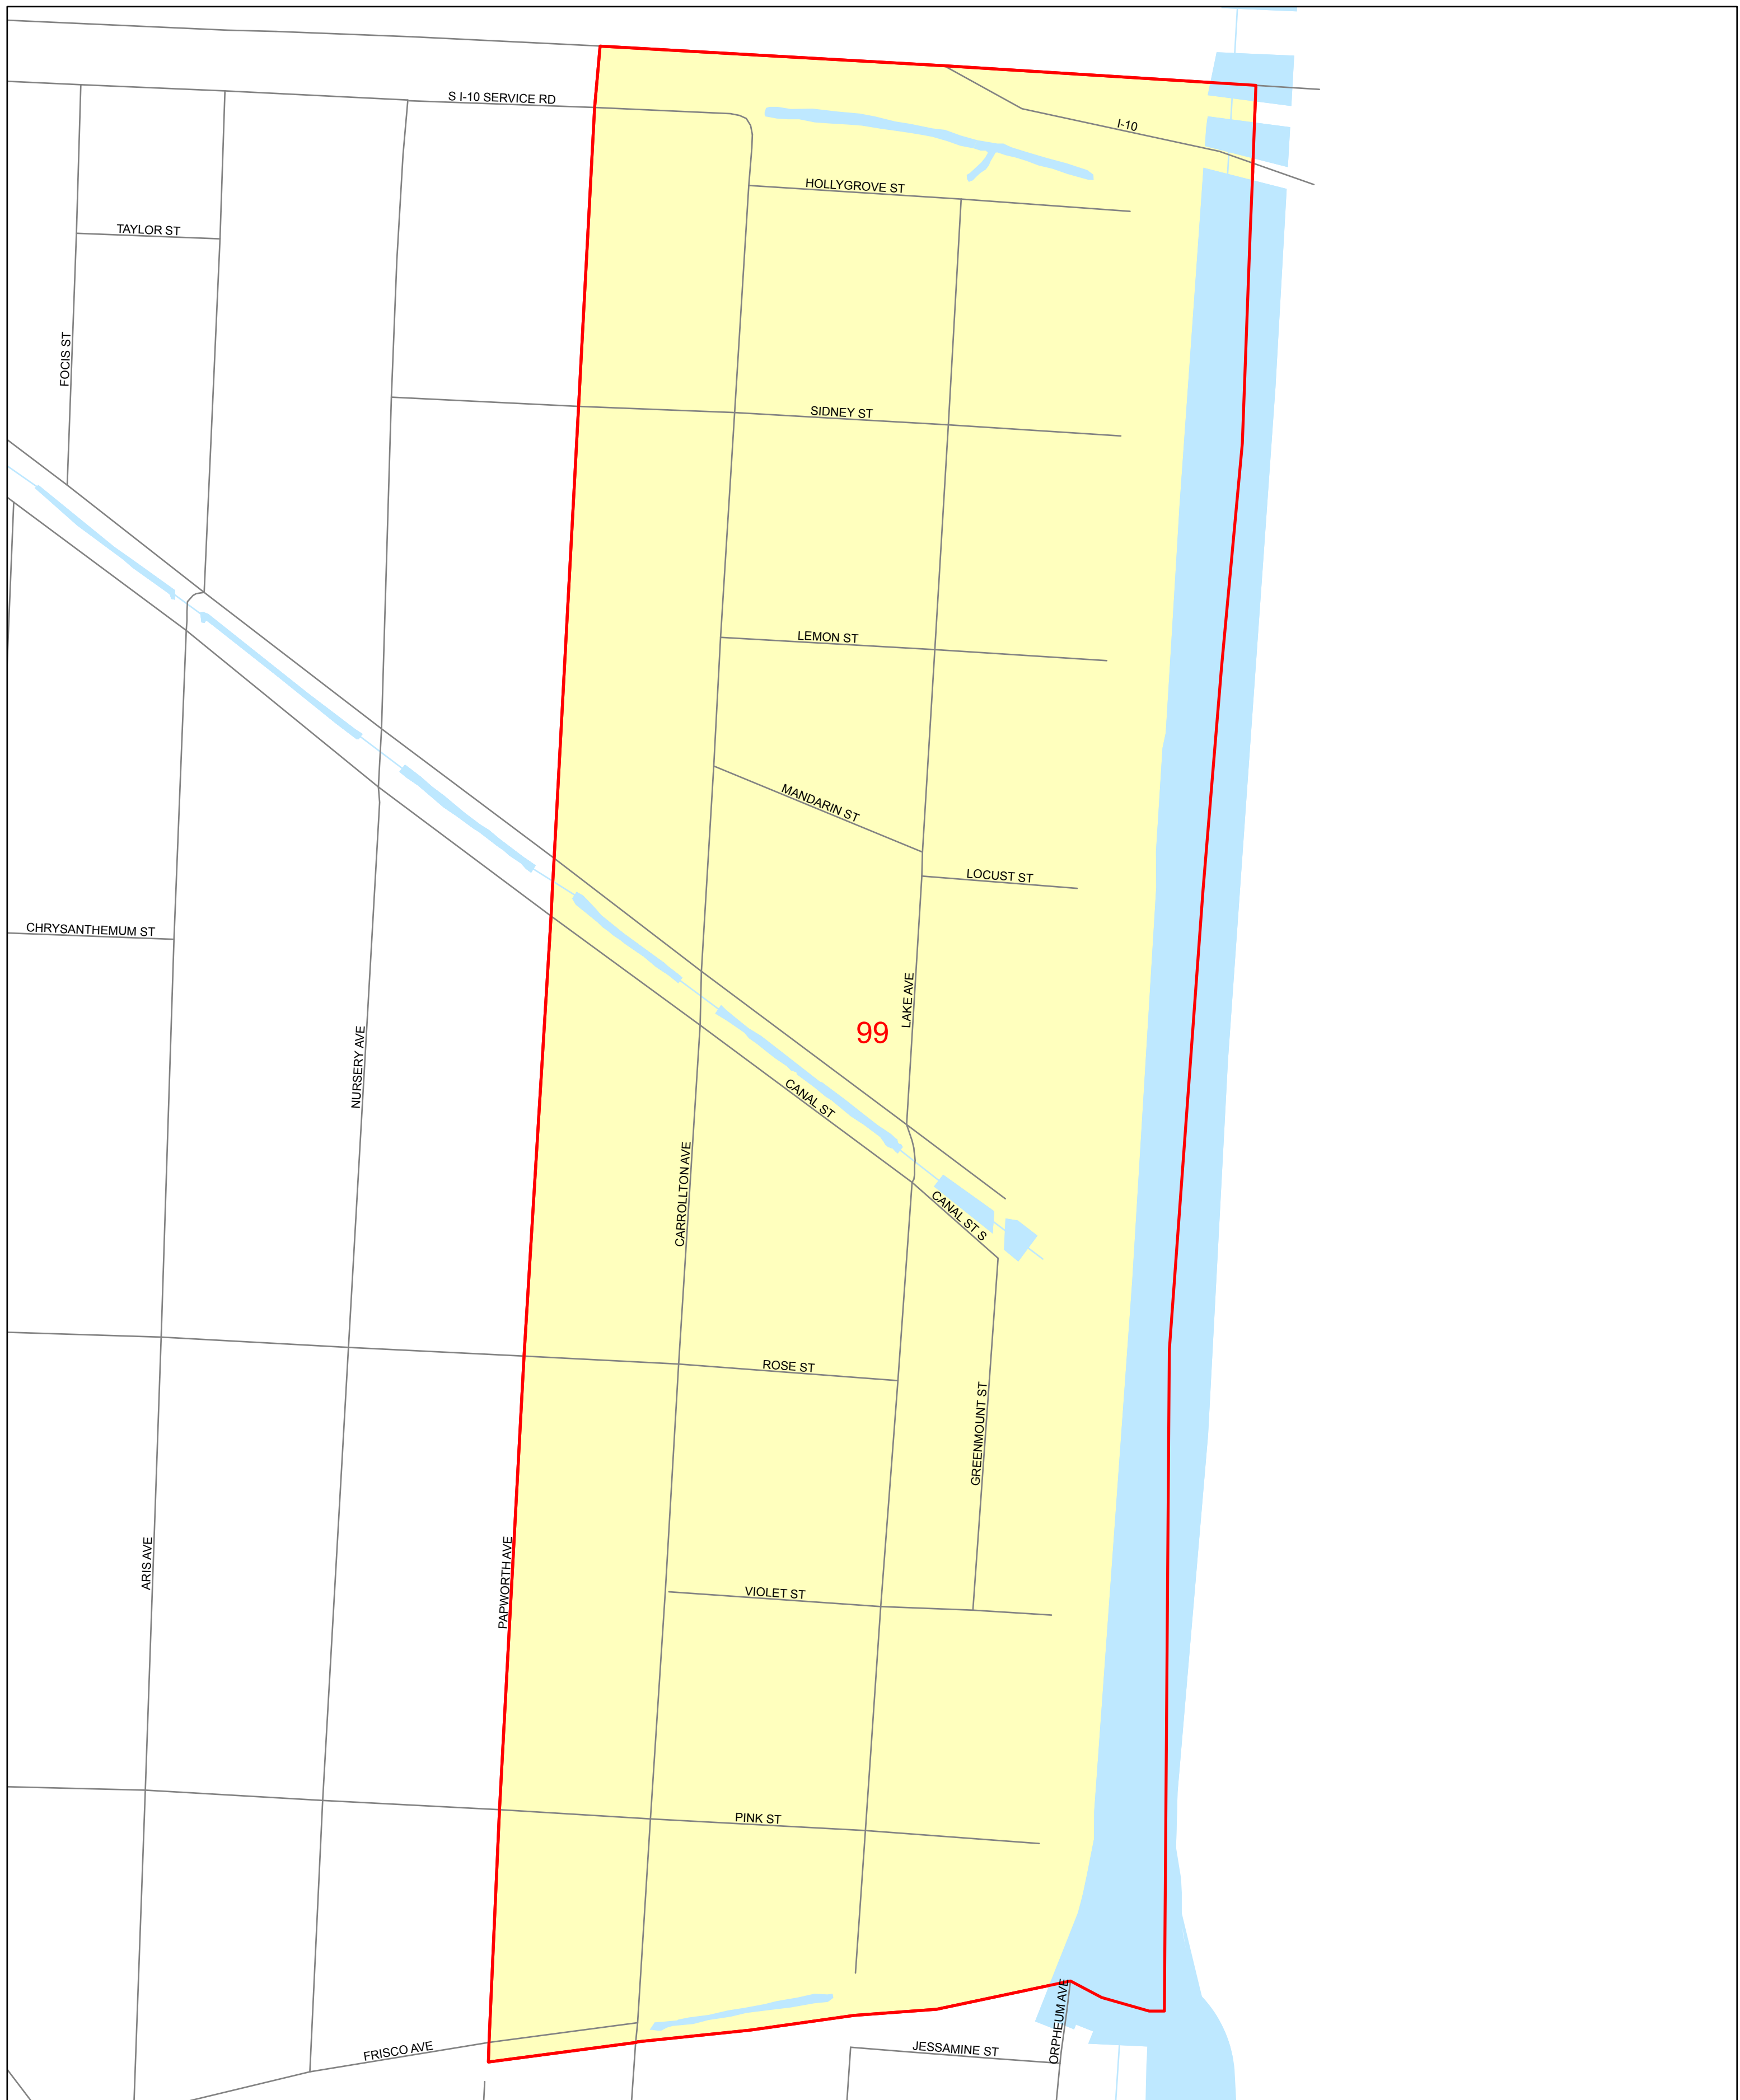 S I-10 SERVICE RD
I-10
HOLLYGROVE ST
TAYLOR ST
FOCIS ST
SIDNEY ST
LEMON ST
MANDARIN ST
LOCUST ST
CHRYSANTHEMUM ST
LAKE AVE
99
NURSERY AVE
CANAL ST
CARROLLTON AVE
CANAL ST S
ROSE ST
GREENMOUNT ST
ARIS AVE
PAPWORTH AVE
VIOLET ST
PINK ST
ORPHEUM AVE
FRISCO AVE
JESSAMINE ST